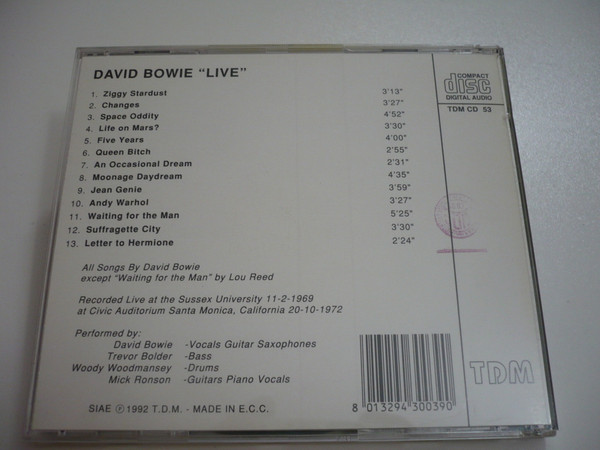 DAVID BOWIE "LIVE"
COMPACT
disc
DIGITAL AUDIO
TDM CD 53
1. Ziggy Stardust 3'13"
2. Changes 3'27"
3. Space Oddity 4'52"
4. Life on Mars? 3'30"
5. Five Years 4'00"
6. Queen Bitch 2'55"
7. An Occasional Dream 2'31"
8. Moonage Daydream 4'35"
9. Jean Genie 3'59"
10. Andy Warhol 3'27"
11. Waiting for the Man 5'25"
12. Suffragette City 3'30"
13. Letter to Hermione 2'24"
All Songs By David Bowie
except "Waiting for the Man" by Lou Reed
Recorded Live at the Sussex University 11-2-1969
at Civic Auditorium Santa Monica, California 20-10-1972
Performed by:
David Bowie -Vocals Guitar Saxophones
Trevor Bolder -Bass
Woody Woodmansey -Drums
Mick Ronson -Guitars Piano Vocals
SIAE Ⓟ 1992 T.D.M. - MADE IN E.C.C.
8 013294 300390
TDM